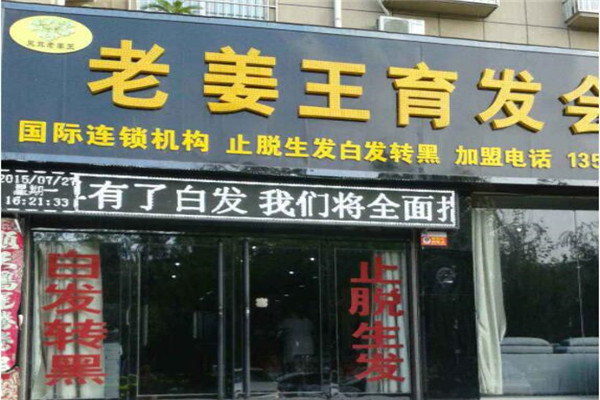 老姜王育发会
国际连锁机构 止脱生发白发转黑 加盟电话 135
2015/07/27
星期一
16:21:33
有了白发 我们将全面
白发转黑
止脱生发